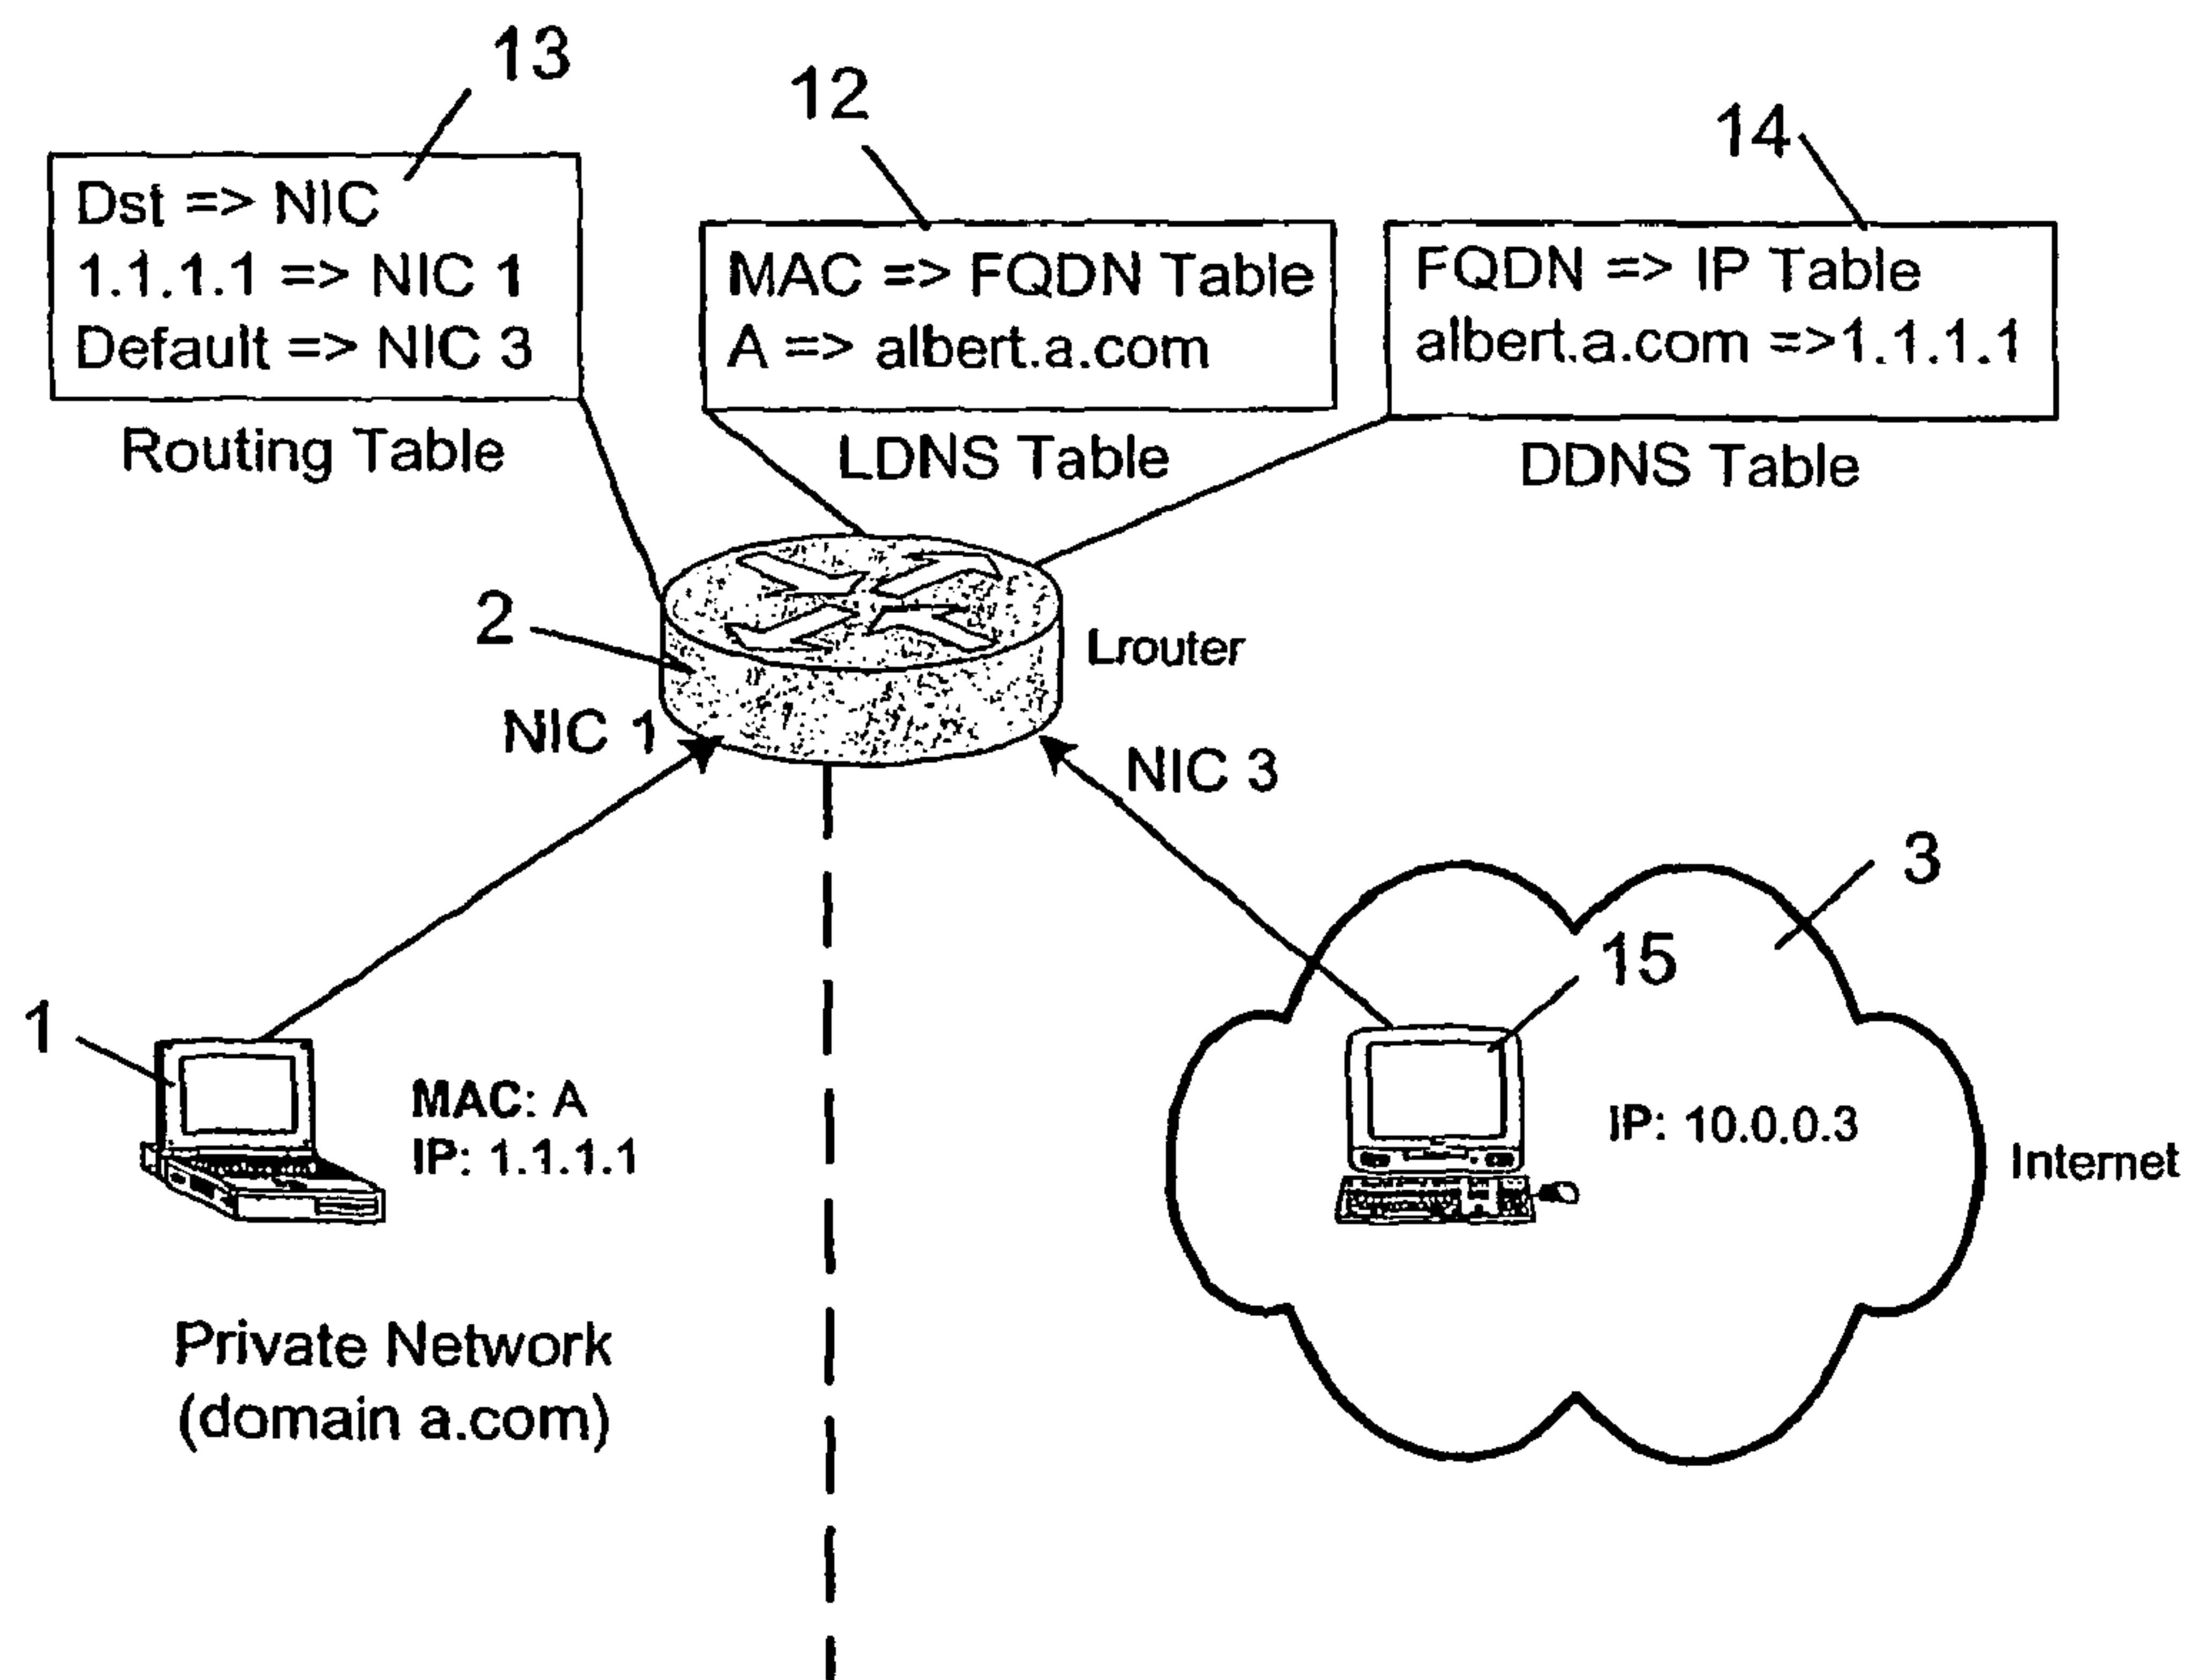 13
12
14
Dst => NIC
1.1.1.1 => NIC 1
Default => NIC 3
Routing Table
MAC => FQDN Table
A => albert.a.com
LDNS Table
FQDN => IP Table
albert.a.com =>1.1.1.1
DDNS Table
2
Lrouter
NIC 1
NIC 3
3
15
1
MAC: A
IP: 1.1.1.1
IP: 10.0.0.3
Internet
Private Network
(domain a.com)